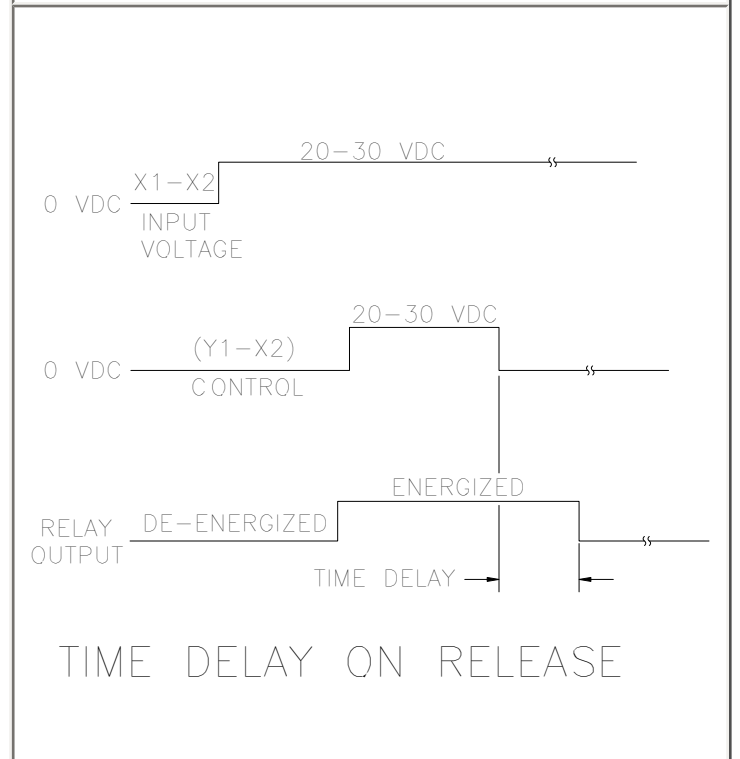 20-30 VDC
X1-X2
0 VDC
INPUT
VOLTAGE
20-30 VDC
(Y1-X2)
0 VDC
CONTROL
ENERGIZED
DE-ENERGIZED
RELAY
OUTPUT
TIME DELAY
TIME DELAY ON RELEASE